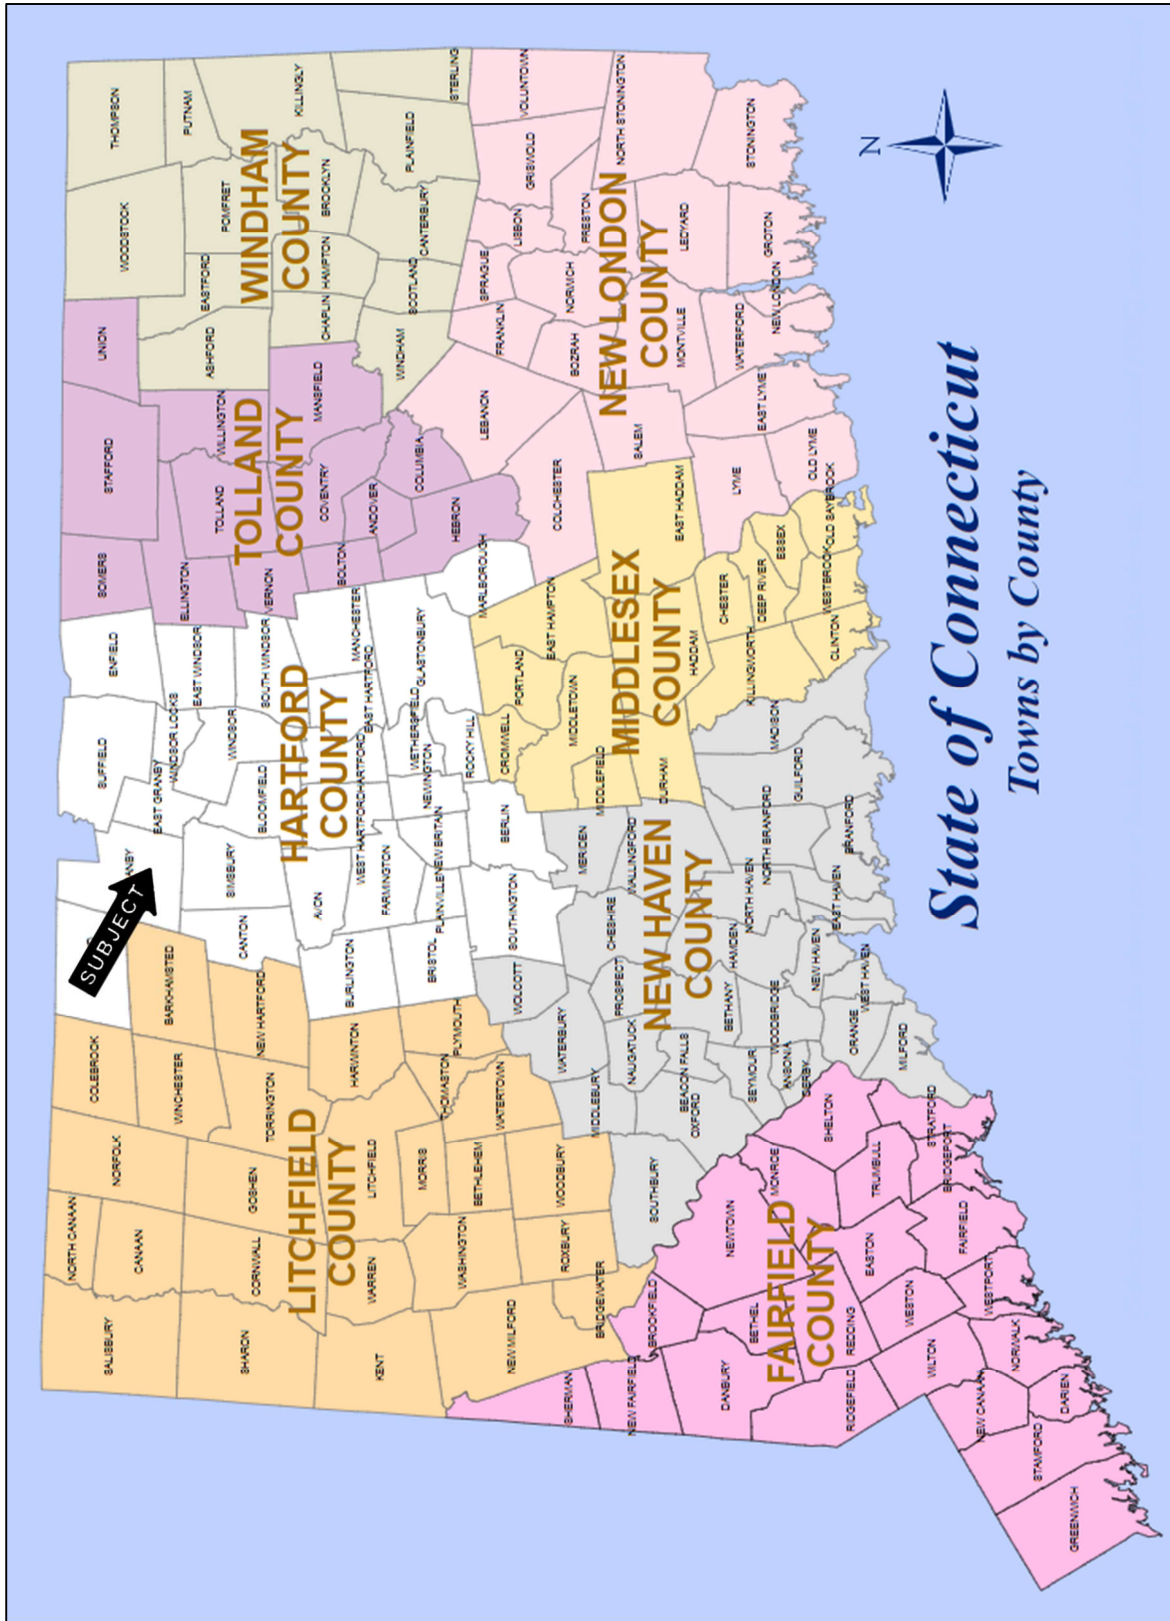 State of Connecticut
Towns by County
N
SUBJECT
LITCHFIELD
COUNTY
SALISBURY
NORTH CANAAN
CANAAN
NORFOLK
COLEBROOK
SHARON
CORNWALL
GOSHEN
WINCHESTER
BARKHAMSTED
TORRINGTON
NEW HARTFORD
KENT
WARREN
LITCHFIELD
HARWINTON
MORRIS
THOMASTON
PLYMOUTH
WASHINGTON
BETHLEHEM
WATERTOWN
NEW MILFORD
ROXBURY
WOODBURY
BRIDGEWATER
HARTFORD
COUNTY
ANBY
EAST GRANBY
SUFFIELD
ENFIELD
WINDSOR LOCKS
EAST WINDSOR
CANTON
SIMSBURY
BLOOMFIELD
WINDSOR
SOUTH WINDSOR
AVON
WEST HARTFORD
HARTFORD
EAST HARTFORD
MANCHESTER
BURLINGTON
FARMINGTON
BRISTOL
PLAINVILLE
NEW BRITAIN
NEWINGTON
WETHERSFIELD
GLASTONBURY
SOUTHINGTON
BERLIN
ROCKY HILL
MARLBOROUGH
TOLLAND
COUNTY
SOMERS
STAFFORD
UNION
ELLINGTON
TOLLAND
WILLINGTON
VERNON
BOLTON
COVENTRY
MANSFIELD
ANDOVER
COLUMBIA
HEBRON
WINDHAM
COUNTY
WOODSTOCK
THOMPSON
PUTNAM
ASHFORD
EASTFORD
POMFRET
KILLINGLY
CHAPLIN
HAMPTON
BROOKLYN
WINDHAM
SCOTLAND
CANTERBURY
PLAINFIELD
STERLING
NEW LONDON
COUNTY
LEBANON
FRANKLIN
SPRAGUE
LISBON
GRISWOLD
VOLUNTOWN
COLCHESTER
BOZRAH
NORWICH
PRESTON
NORTH STONINGTON
SALEM
MONTVILLE
LEDYARD
LYME
EAST LYME
WATERFORD
NEW LONDON
GROTON
STONINGTON
OLD LYME
MIDDLESEX
COUNTY
CROMWELL
PORTLAND
EAST HAMPTON
MIDDLETOWN
MIDDLEFIELD
DURHAM
HADDAM
EAST HADDAM
KILLINGWORTH
CHESTER
DEEP RIVER
ESSEX
CLINTON
WESTBROOK
OLD SAYBROOK
NEW HAVEN
COUNTY
WOLCOTT
WATERBURY
MIDDLEBURY
SOUTHBURY
NAUGATUCK
PROSPECT
CHESHIRE
MERIDEN
WALLINGFORD
OXFORD
BEACON FALLS
BETHANY
HAMDEN
NORTH HAVEN
NORTH BRANFORD
GUILFORD
MADISON
SEYMOUR
WOODBRIDGE
ANSONIA
DERBY
NEW HAVEN
EAST HAVEN
BRANFORD
ORANGE
WEST HAVEN
MILFORD
FAIRFIELD
COUNTY
SHERMAN
NEW FAIRFIELD
BROOKFIELD
NEWTOWN
DANBURY
BETHEL
MONROE
SHELTON
RIDGEFIELD
REDDING
EASTON
TRUMBULL
STRATFORD
BRIDGEPORT
WILTON
WESTON
FAIRFIELD
WESTPORT
NORWALK
NEW CANAAN
DARIEN
STAMFORD
GREENWICH